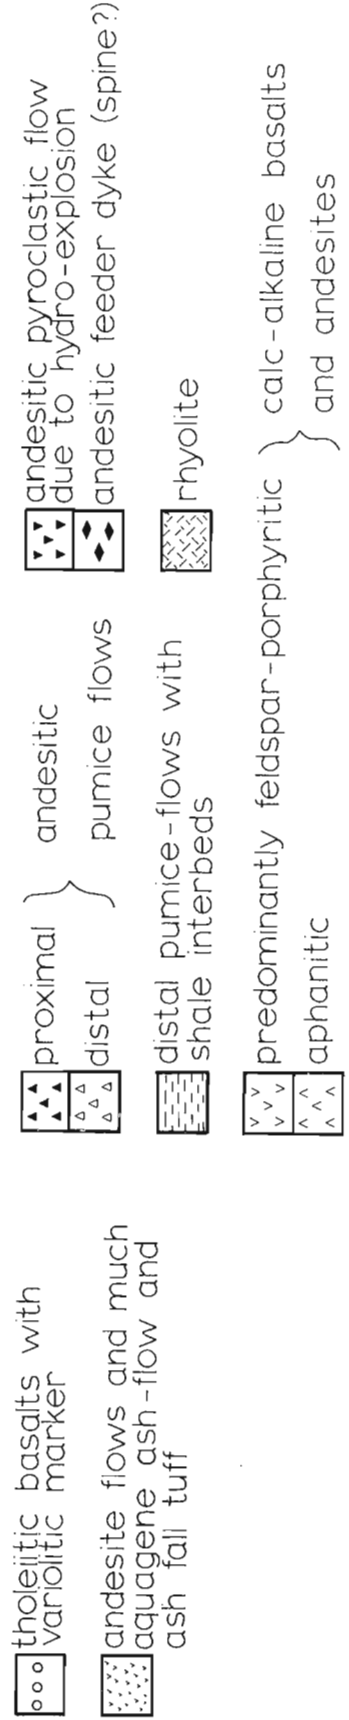 tholeiitic basalts with
variolitic marker
andesite flows and much
aquagene ash-flow and
ash fall tuff
proximal
distal
andesitic
pumice flows
distal pumice-flows with
shale interbeds
predominantly feldspar-porphyritic
aphanitic
calc-alkaline basalts
and andesites
andesitic pyroclastic flow
due to hydro-explosion
andesitic feeder dyke (spine?)
rhyolite